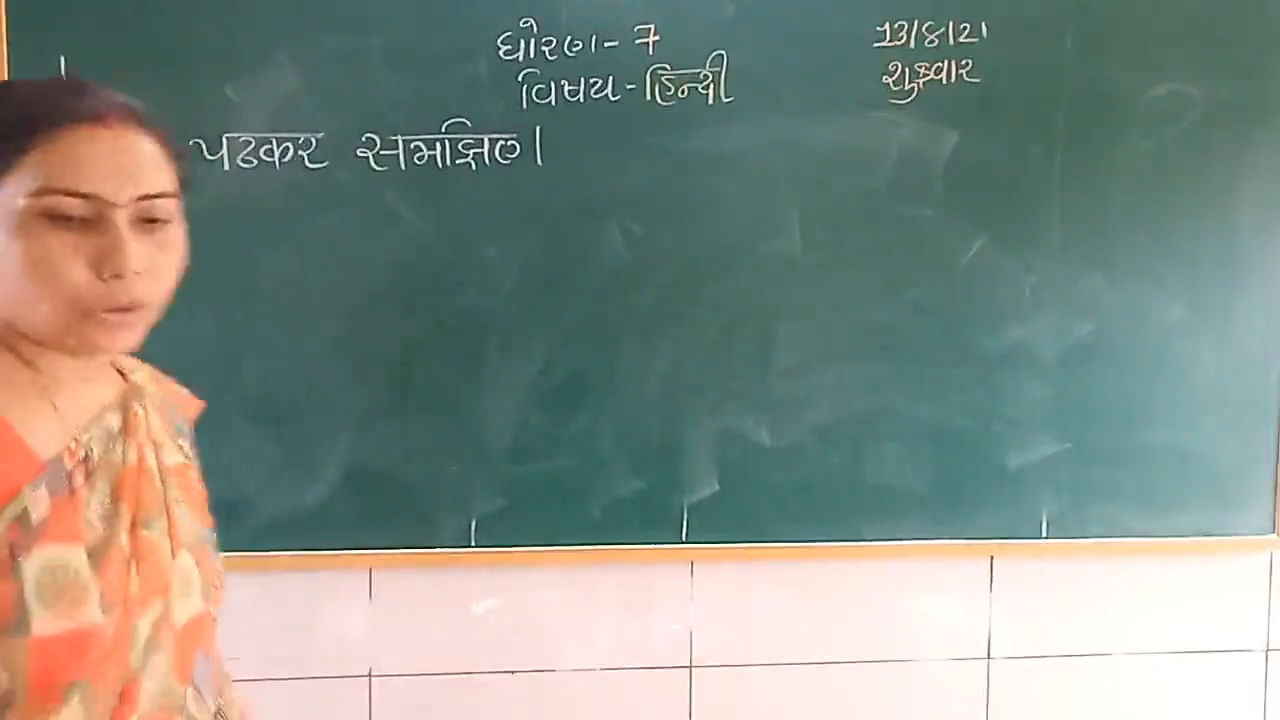 ધોરણ - 7
વિષય - હિન્દી
13/8/21
શુક્રવાર
पढकर समझिए।